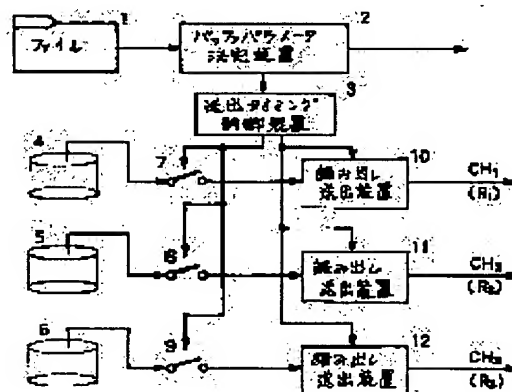 1
2
ファイル
バッファパラメータ
決定装置
3
送出タイミング
制御装置
4
7
10
読み出し
送出装置
CH₁
(R₁)
5
8
11
読み出し
送出装置
CH₂
(R₂)
6
9
12
読み出し
送出装置
(R₃)